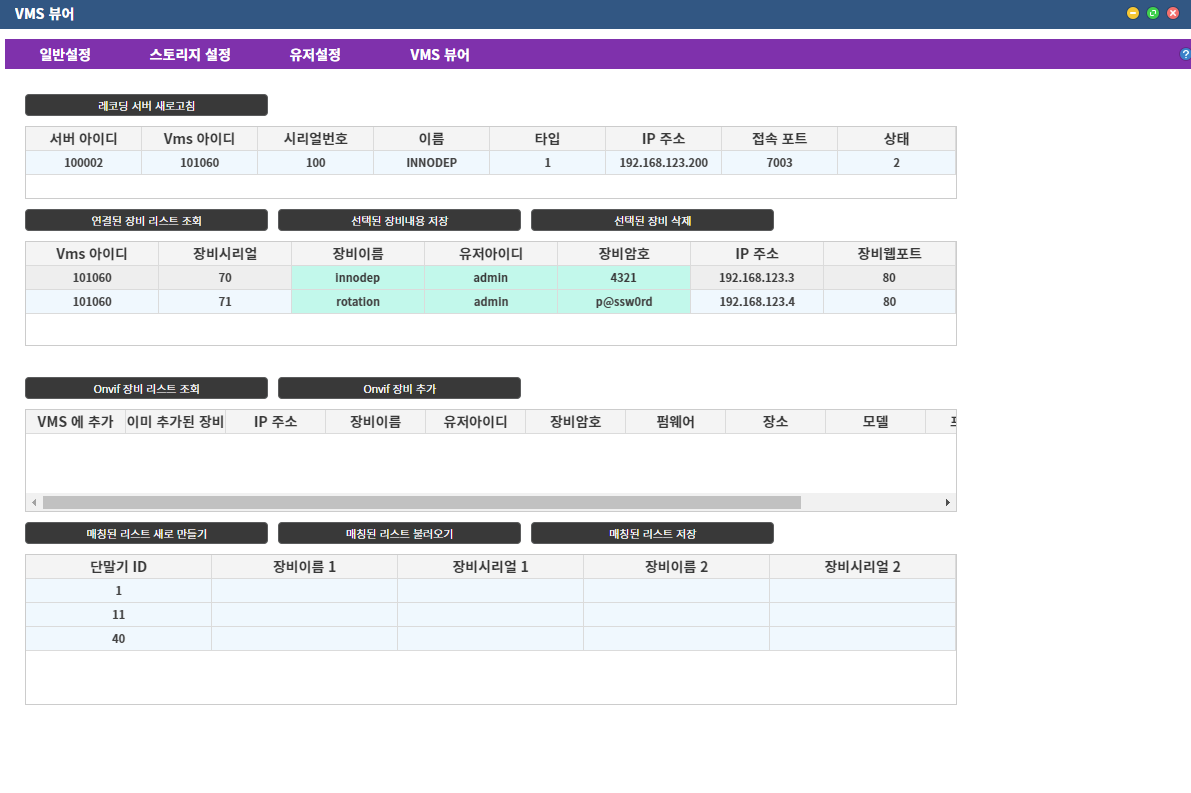 VMS 뷰어
일반설정 스토리지 설정 유저설정 VMS 뷰어 ?
레코딩 서버 새로고침
서버 아이디 Vms 아이디 시리얼번호 이름 타입 IP 주소 접속 포트 상태
100002 101060 100 INNODEP 1 192.168.123.200 7003 2
연결된 장비 리스트 조회 선택된 장비내용 저장 선택된 장비 삭제
Vms 아이디 장비시리얼 장비이름 유저아이디 장비암호 IP 주소 장비웹포트
101060 70 innodep admin 4321 192.168.123.3 80
101060 71 rotation admin p@ssw0rd 192.168.123.4 80
Onvif 장비 리스트 조회 Onvif 장비 추가
VMS 에 추가 이미 추가된 장비 IP 주소 장비이름 유저아이디 장비암호 펌웨어 장소 모델
매칭된 리스트 새로 만들기 매칭된 리스트 불러오기 매칭된 리스트 저장
단말기 ID 장비이름 1 장비시리얼 1 장비이름 2 장비시리얼 2
1
11
40